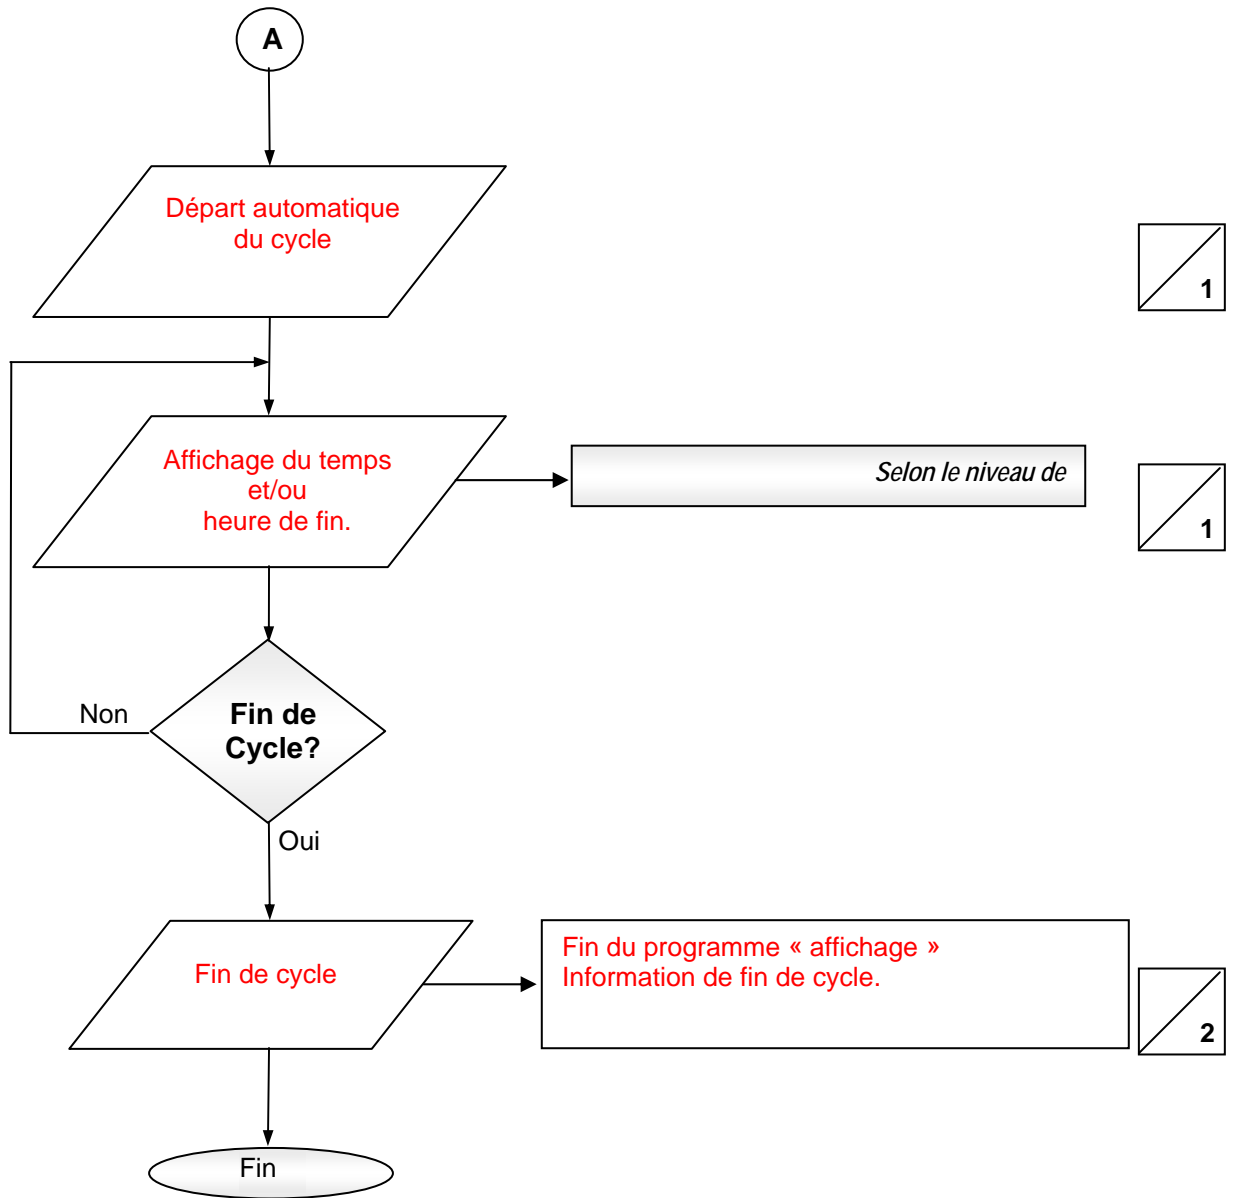 A
Départ automatique
du cycle
1
Affichage du temps
et/ou
heure de fin.
Selon le niveau de
1
Fin de
Cycle?
Non
Oui
Fin de cycle
Fin du programme « affichage »
Information de fin de cycle.
2
Fin